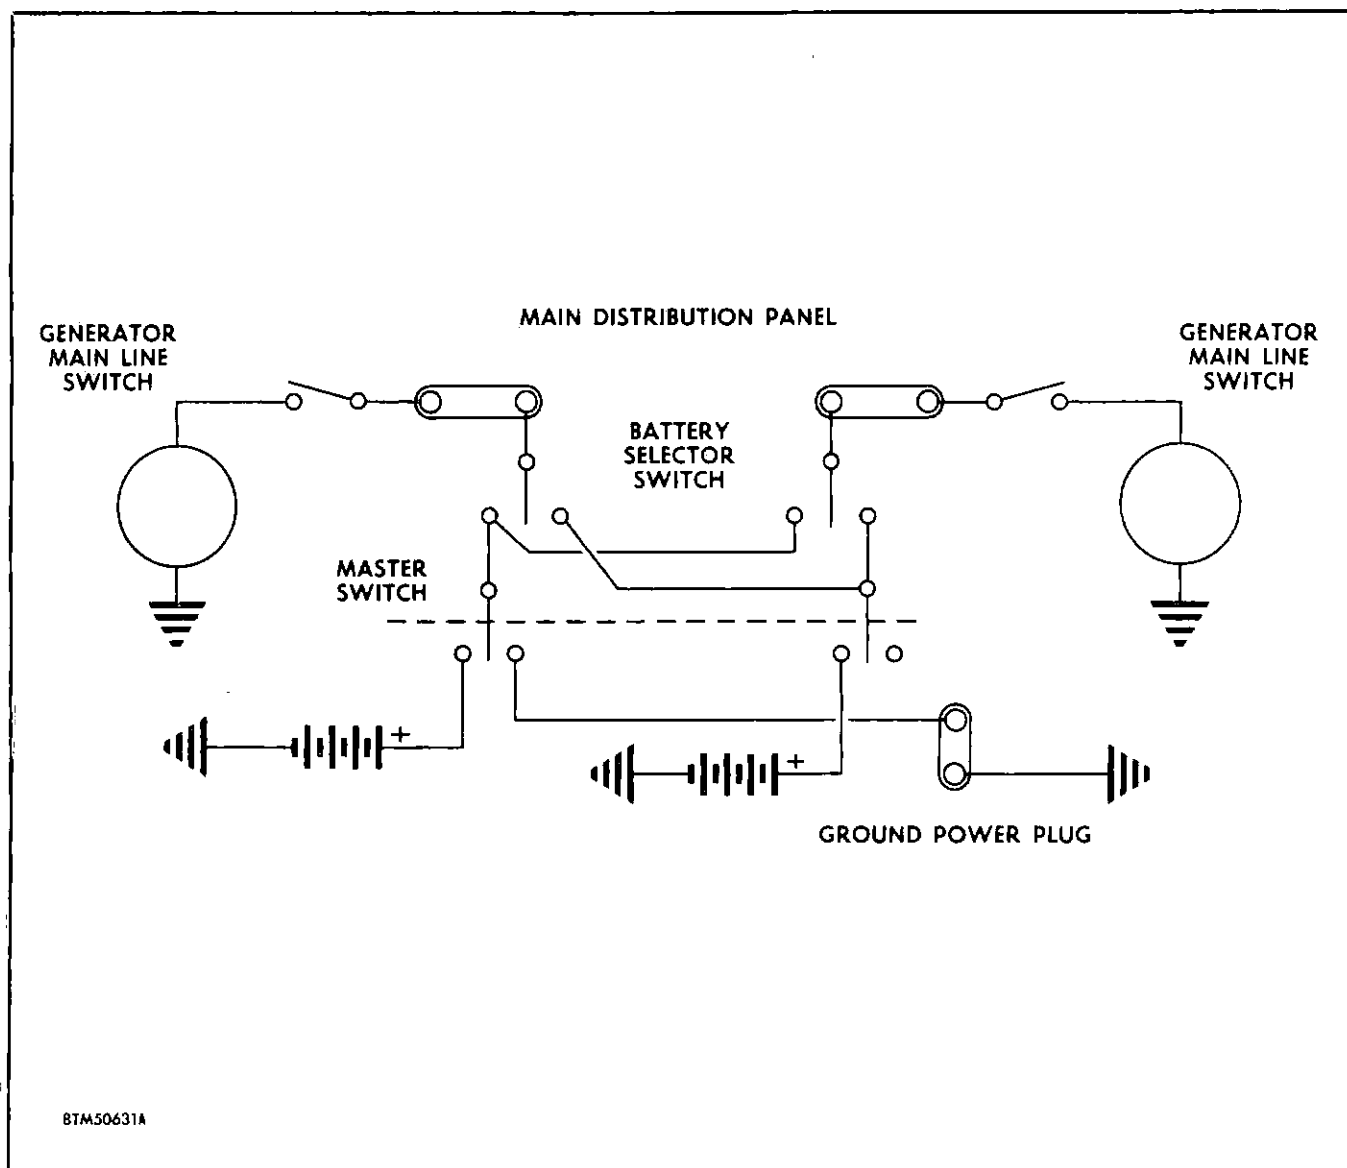 MAIN DISTRIBUTION PANEL
GENERATOR
MAIN LINE
SWITCH
GENERATOR
MAIN LINE
SWITCH
BATTERY
SELECTOR
SWITCH
MASTER
SWITCH
+
+
GROUND POWER PLUG
BTM50631A